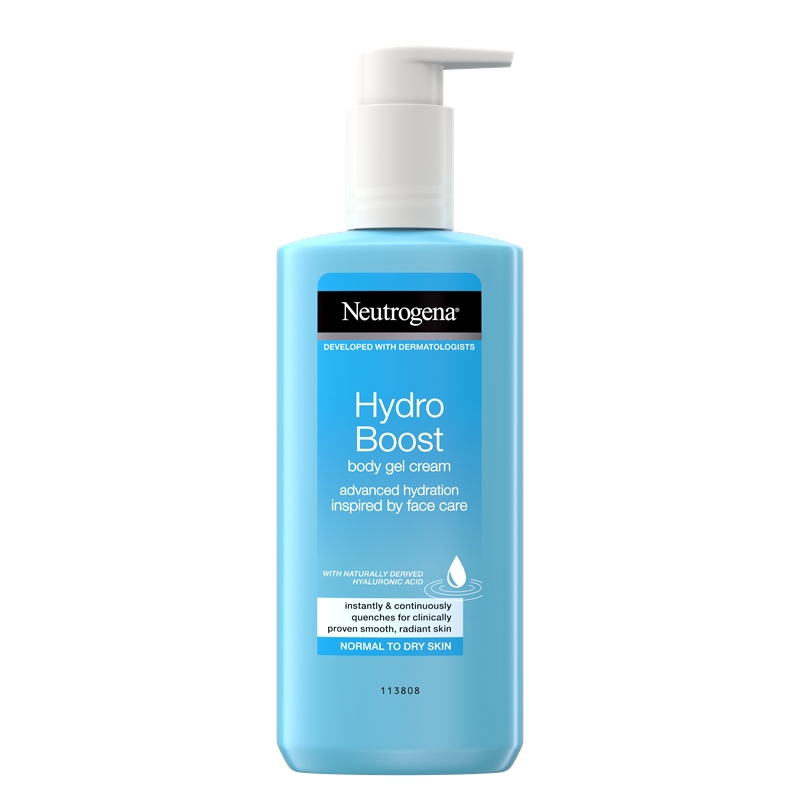 Neutrogena®
DEVELOPED WITH DERMATOLOGISTS
Hydro
Boost
body gel cream
advanced hydration
inspired by face care
WITH NATURALLY DERIVED
HYALURONIC ACID
instantly & continuously
quenches for clinically
proven smooth, radiant skin
NORMAL TO DRY SKIN
113808